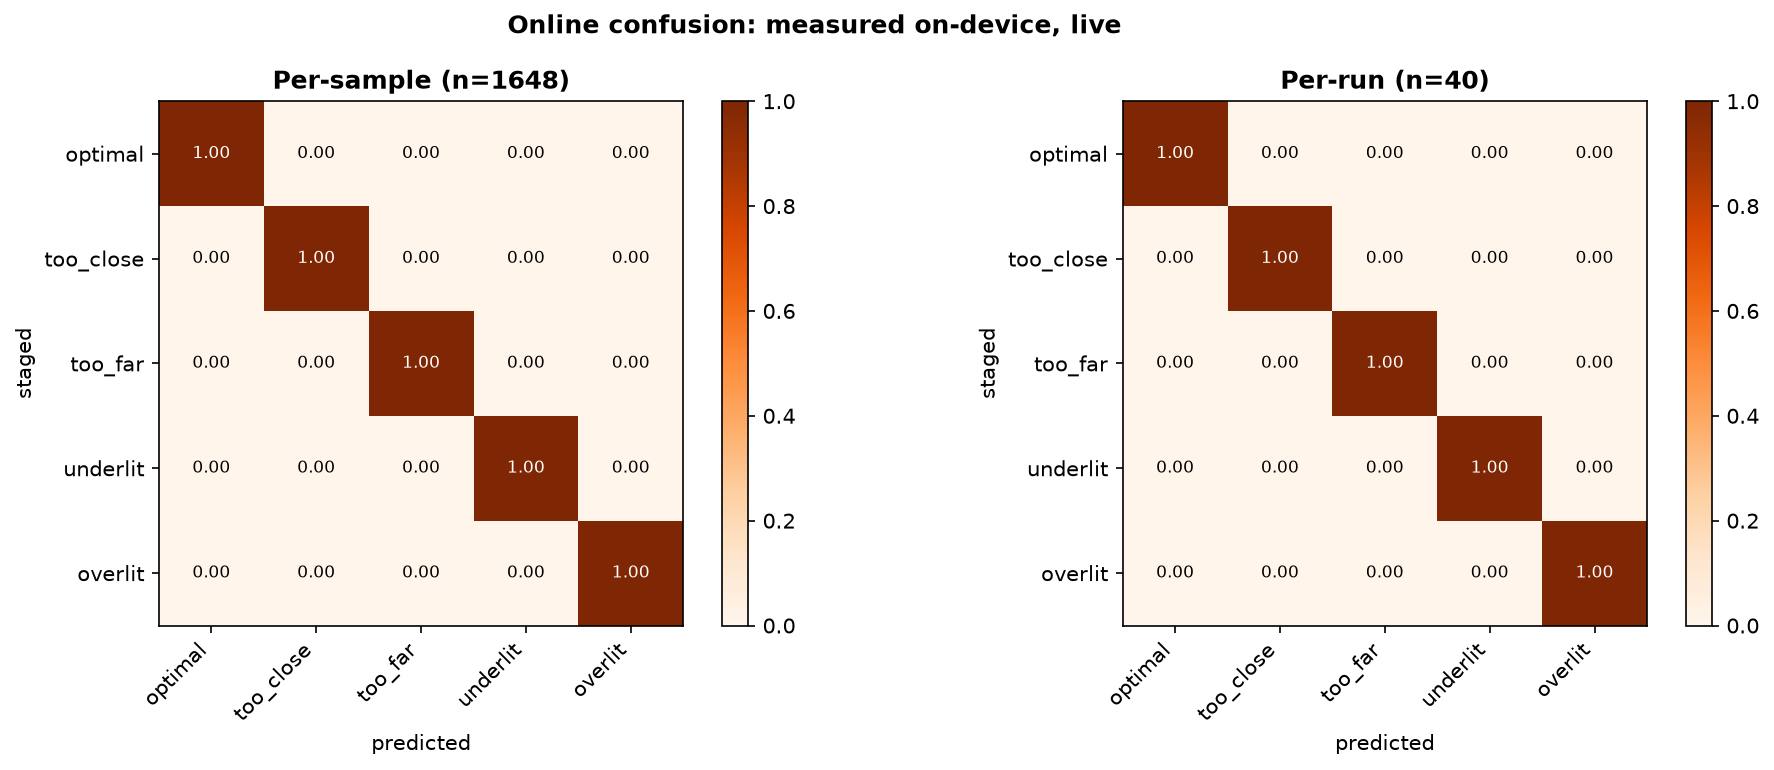 Online confusion: measured on-device, live
Per-sample (n=1648)
staged
optimal 1.00 0.00 0.00 0.00 0.00
too_close 0.00 1.00 0.00 0.00 0.00
too_far 0.00 0.00 1.00 0.00 0.00
underlit 0.00 0.00 0.00 1.00 0.00
overlit 0.00 0.00 0.00 0.00 1.00
optimal too_close too_far underlit overlit
predicted
1.0
0.8
0.6
0.4
0.2
0.0
Per-run (n=40)
staged
optimal 1.00 0.00 0.00 0.00 0.00
too_close 0.00 1.00 0.00 0.00 0.00
too_far 0.00 0.00 1.00 0.00 0.00
underlit 0.00 0.00 0.00 1.00 0.00
overlit 0.00 0.00 0.00 0.00 1.00
optimal too_close too_far underlit overlit
predicted
1.0
0.8
0.6
0.4
0.2
0.0